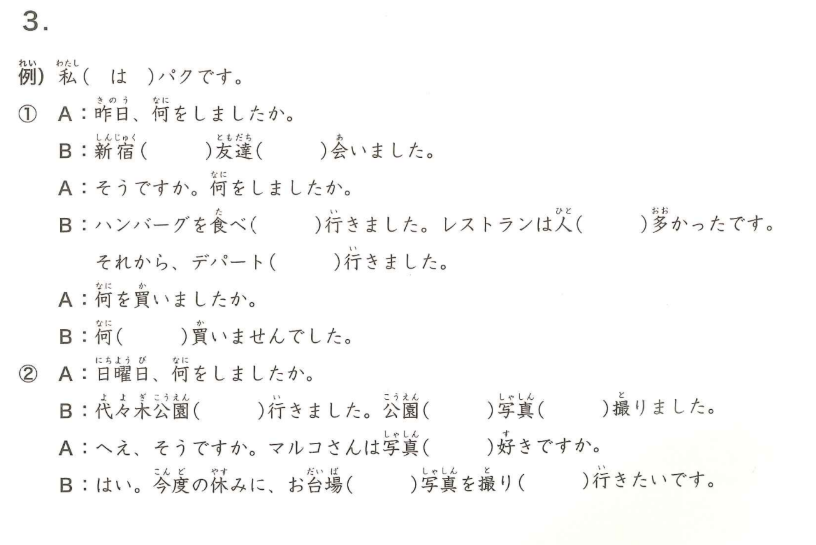 3.
例) 私( は )パクです。
① A：昨日、何をしましたか。
B：新宿(　　)友達(　　)会いました。
A：そうですか。何をしましたか。
B：ハンバーグを食べ(　　)行きました。レストランは人(　　)多かったです。
それから、デパート(　　)行きました。
A：何を買いましたか。
B：何(　　)買いませんでした。
② A：日曜日、何をしましたか。
B：代々木公園(　　)行きました。公園(　　)写真(　　)撮りました。
A：へえ、そうですか。マルコさんは写真(　　)好きですか。
B：はい。今度の休みに、お台場(　　)写真を撮り(　　)行きたいです。